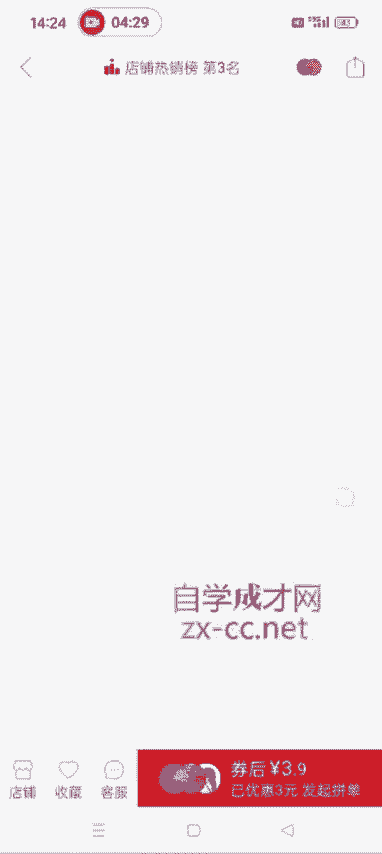 14:24
04:29
店铺热销榜 第3名
自学成才网
zx-cc.net
券后 ¥3.9
已优惠3元 发起拼单
店铺
收藏
客服